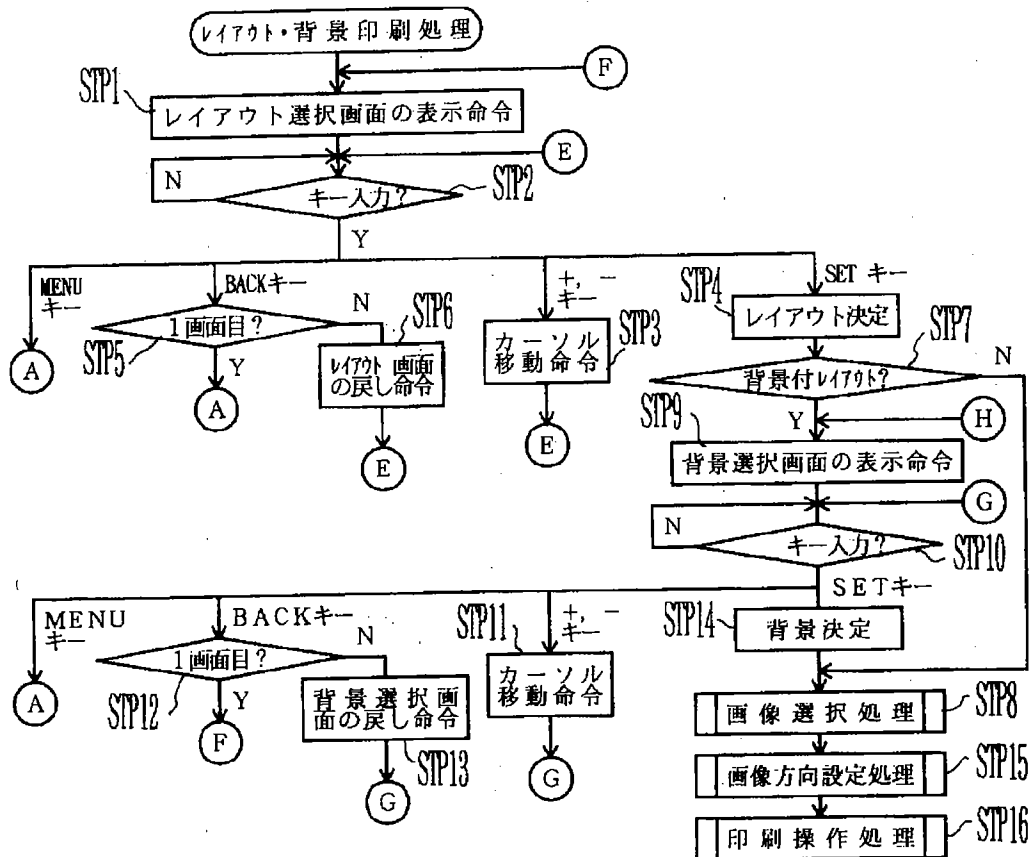 レイアウト・背景印刷処理
F
STP1
レイアウト選択画面の表示命令
E
N
キー入力?
STP2
Y
MENU
キー
BACKキー
+, -
キー
SET キー
STP4
レイアウト決定
1画面目?
N
STP5
Y
STP6
レイアウト画面
の戻し命令
カーソル
移動命令
STP3
STP7
背景付レイアウト?
N
A
A
E
E
Y
H
STP9
背景選択画面の表示命令
G
N
キー入力?
STP10
MENU
キー
BACKキー
+, -
キー
SETキー
STP14
背景決定
1画面目?
N
STP12
Y
STP11
カーソル
移動命令
背景選択画
面の戻し命令
STP13
A
F
G
G
画像選択処理
STP8
画像方向設定処理
STP15
印刷操作処理
STP16